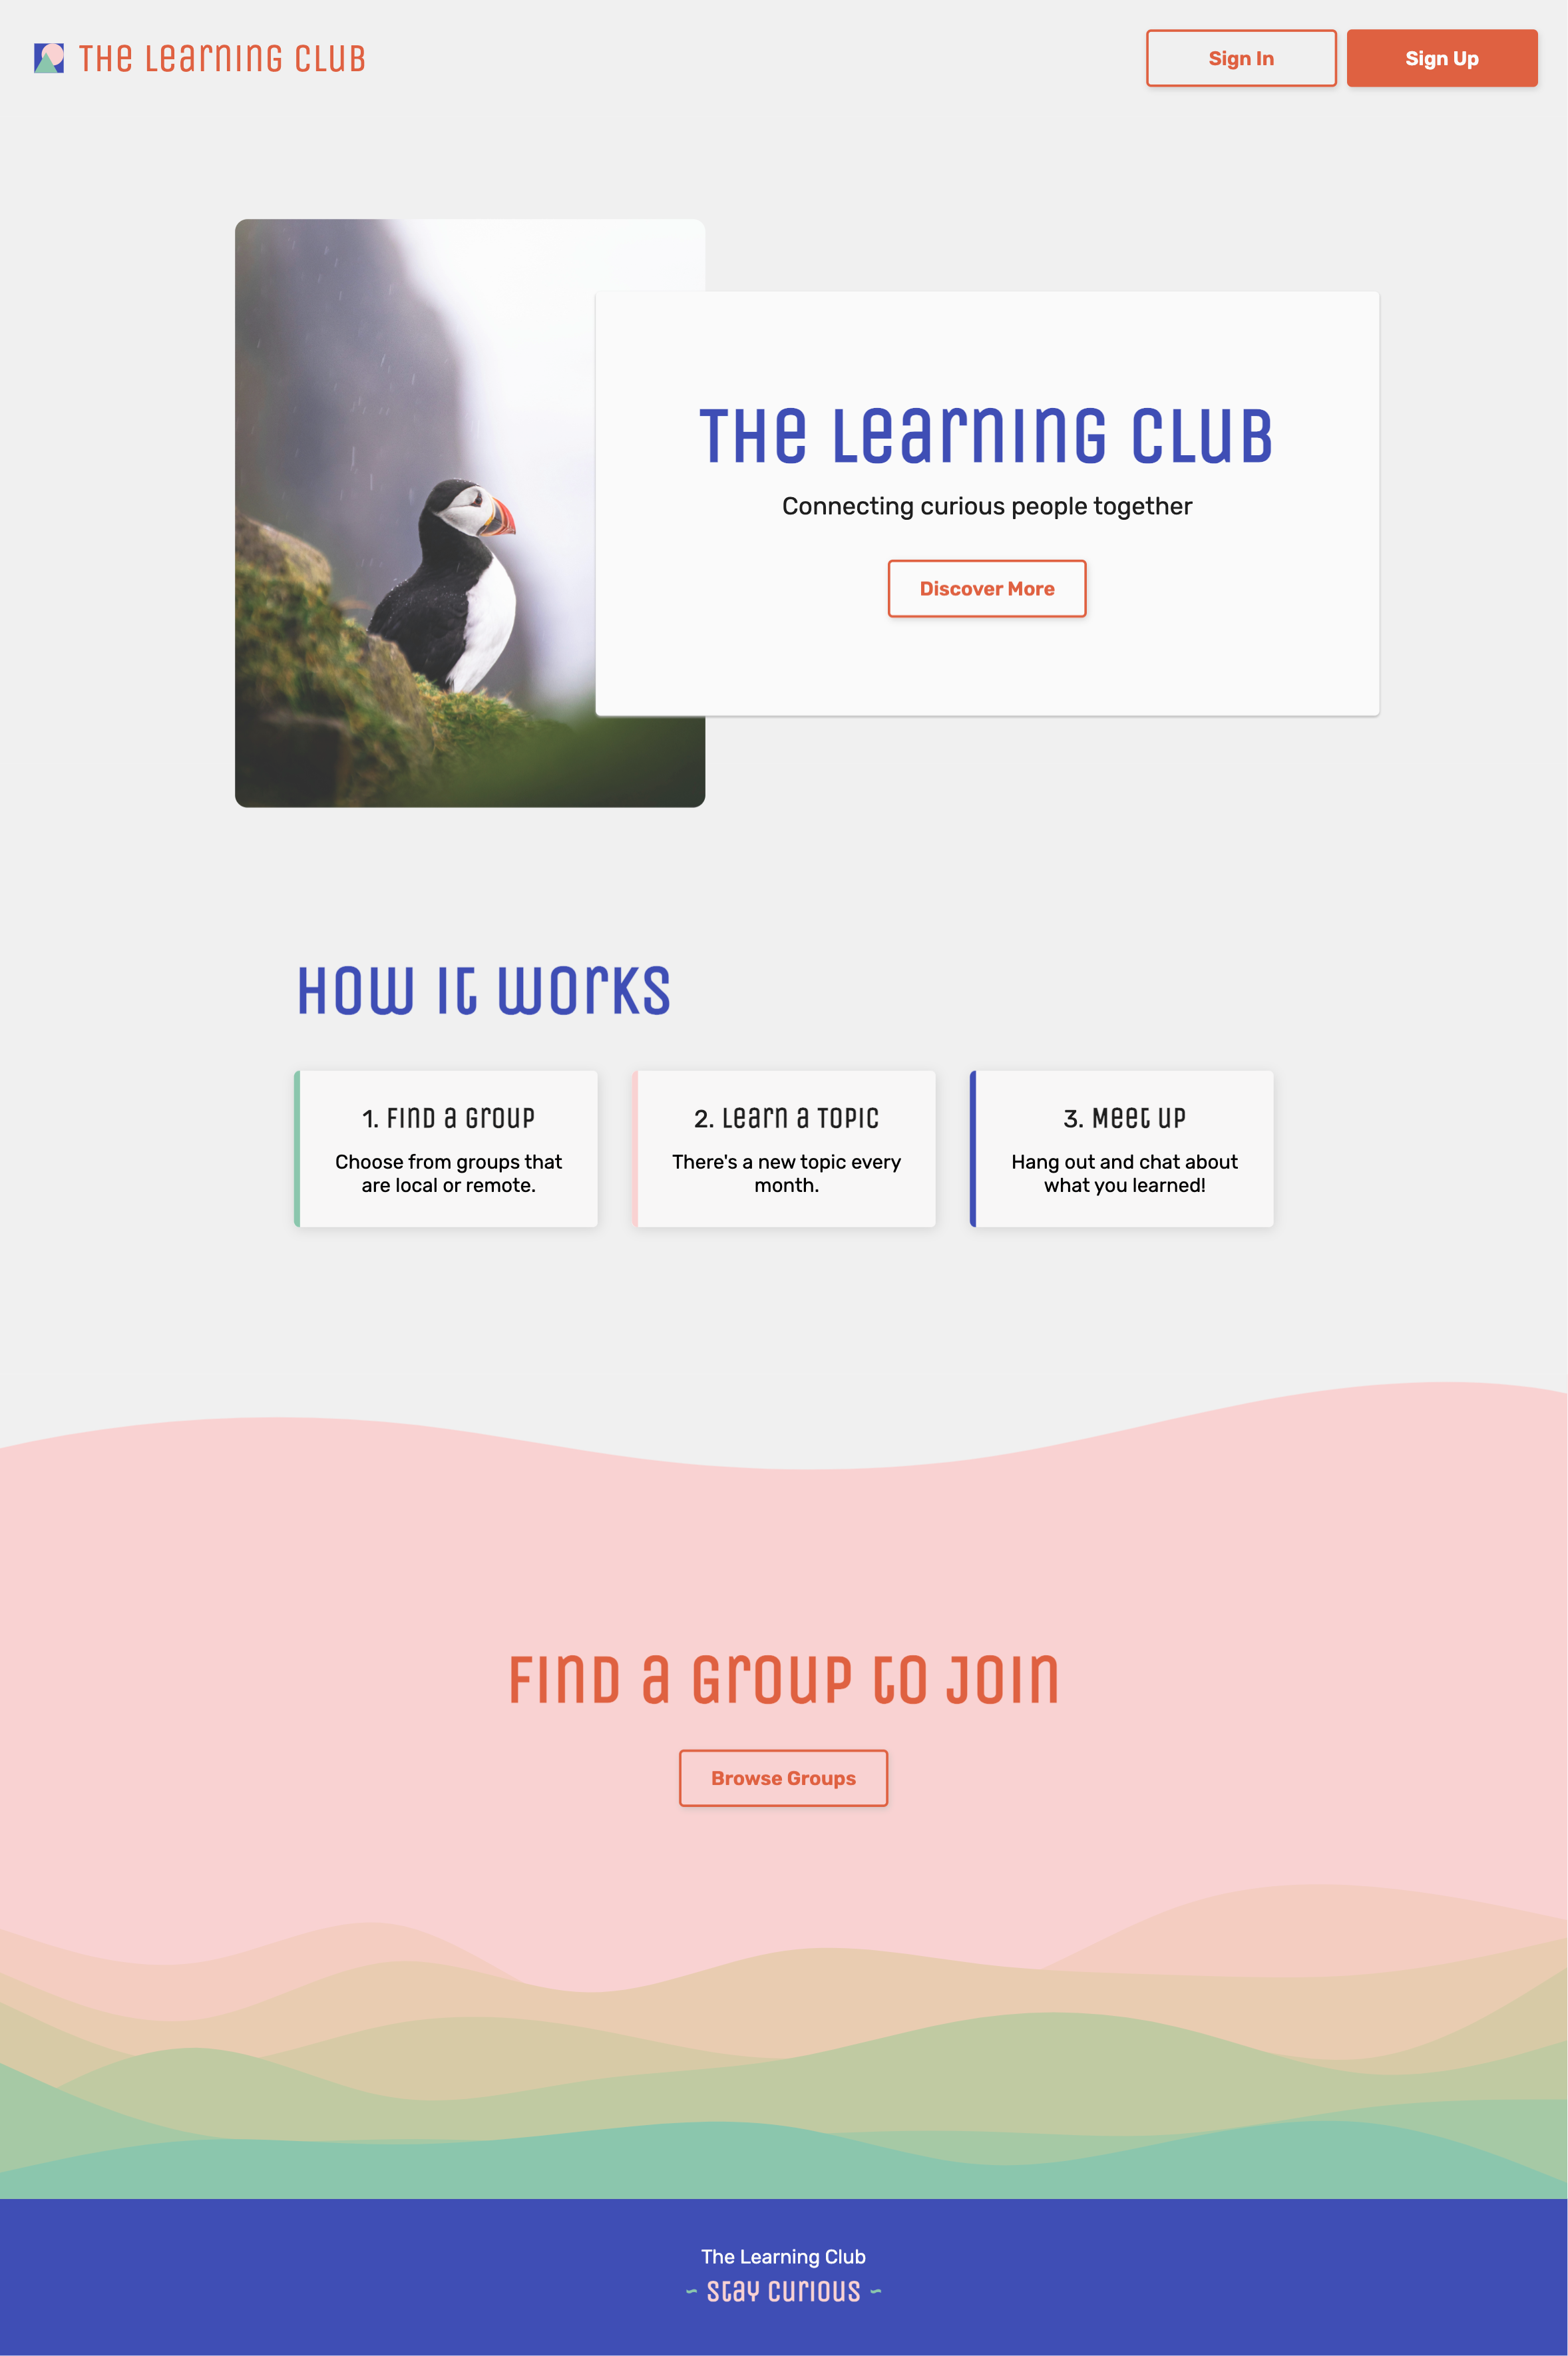 The Learning Club
Sign In
Sign Up
The Learning Club
Connecting curious people together
Discover More
How it works
1. Find a Group
Choose from groups that
are local or remote.
2. Learn a Topic
There's a new topic every
month.
3. Meet up
Hang out and chat about
what you learned!
Find a group to join
Browse Groups
The Learning Club
~ Stay Curious ~